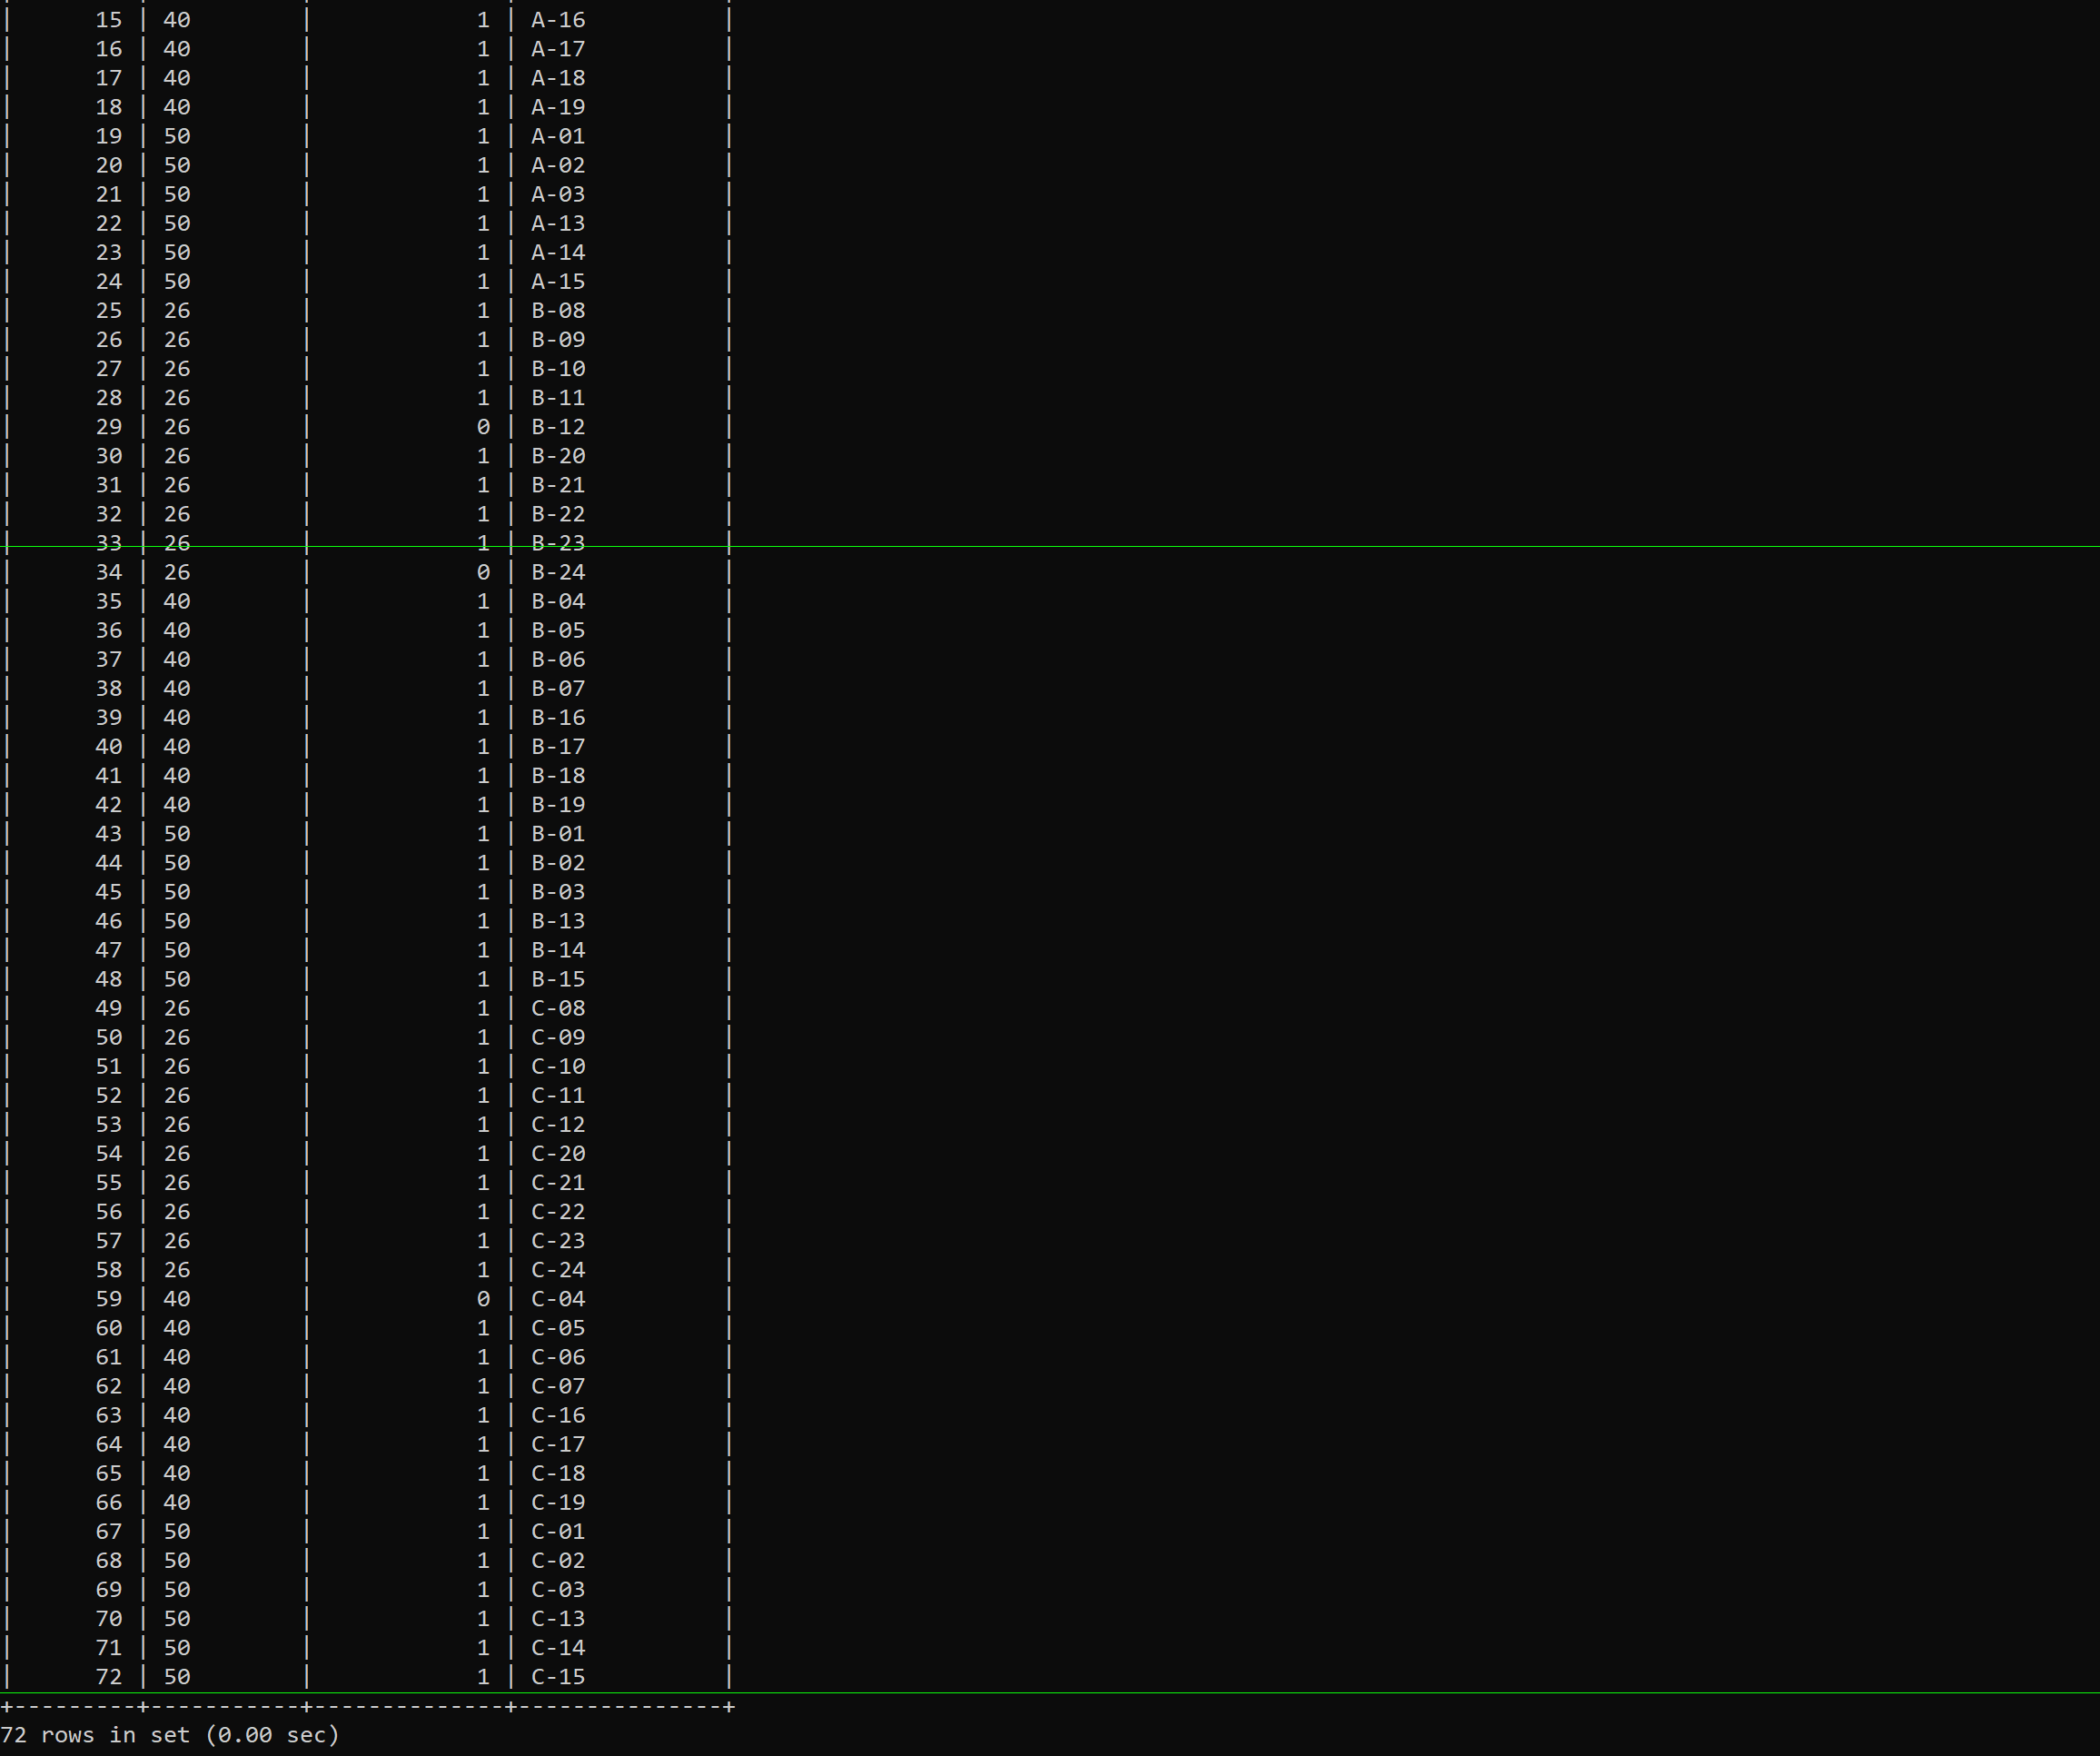 | 15 | 40 | 1 | A-16 |
| 16 | 40 | 1 | A-17 |
| 17 | 40 | 1 | A-18 |
| 18 | 40 | 1 | A-19 |
| 19 | 50 | 1 | A-01 |
| 20 | 50 | 1 | A-02 |
| 21 | 50 | 1 | A-03 |
| 22 | 50 | 1 | A-13 |
| 23 | 50 | 1 | A-14 |
| 24 | 50 | 1 | A-15 |
| 25 | 26 | 1 | B-08 |
| 26 | 26 | 1 | B-09 |
| 27 | 26 | 1 | B-10 |
| 28 | 26 | 1 | B-11 |
| 29 | 26 | 0 | B-12 |
| 30 | 26 | 1 | B-20 |
| 31 | 26 | 1 | B-21 |
| 32 | 26 | 1 | B-22 |
| 33 | 26 | 1 | B-23 |
| 34 | 26 | 0 | B-24 |
| 35 | 40 | 1 | B-04 |
| 36 | 40 | 1 | B-05 |
| 37 | 40 | 1 | B-06 |
| 38 | 40 | 1 | B-07 |
| 39 | 40 | 1 | B-16 |
| 40 | 40 | 1 | B-17 |
| 41 | 40 | 1 | B-18 |
| 42 | 40 | 1 | B-19 |
| 43 | 50 | 1 | B-01 |
| 44 | 50 | 1 | B-02 |
| 45 | 50 | 1 | B-03 |
| 46 | 50 | 1 | B-13 |
| 47 | 50 | 1 | B-14 |
| 48 | 50 | 1 | B-15 |
| 49 | 26 | 1 | C-08 |
| 50 | 26 | 1 | C-09 |
| 51 | 26 | 1 | C-10 |
| 52 | 26 | 1 | C-11 |
| 53 | 26 | 1 | C-12 |
| 54 | 26 | 1 | C-20 |
| 55 | 26 | 1 | C-21 |
| 56 | 26 | 1 | C-22 |
| 57 | 26 | 1 | C-23 |
| 58 | 26 | 1 | C-24 |
| 59 | 40 | 0 | C-04 |
| 60 | 40 | 1 | C-05 |
| 61 | 40 | 1 | C-06 |
| 62 | 40 | 1 | C-07 |
| 63 | 40 | 1 | C-16 |
| 64 | 40 | 1 | C-17 |
| 65 | 40 | 1 | C-18 |
| 66 | 40 | 1 | C-19 |
| 67 | 50 | 1 | C-01 |
| 68 | 50 | 1 | C-02 |
| 69 | 50 | 1 | C-03 |
| 70 | 50 | 1 | C-13 |
| 71 | 50 | 1 | C-14 |
| 72 | 50 | 1 | C-15 |
+---------+-----------+--------------+---------------+
72 rows in set (0.00 sec)